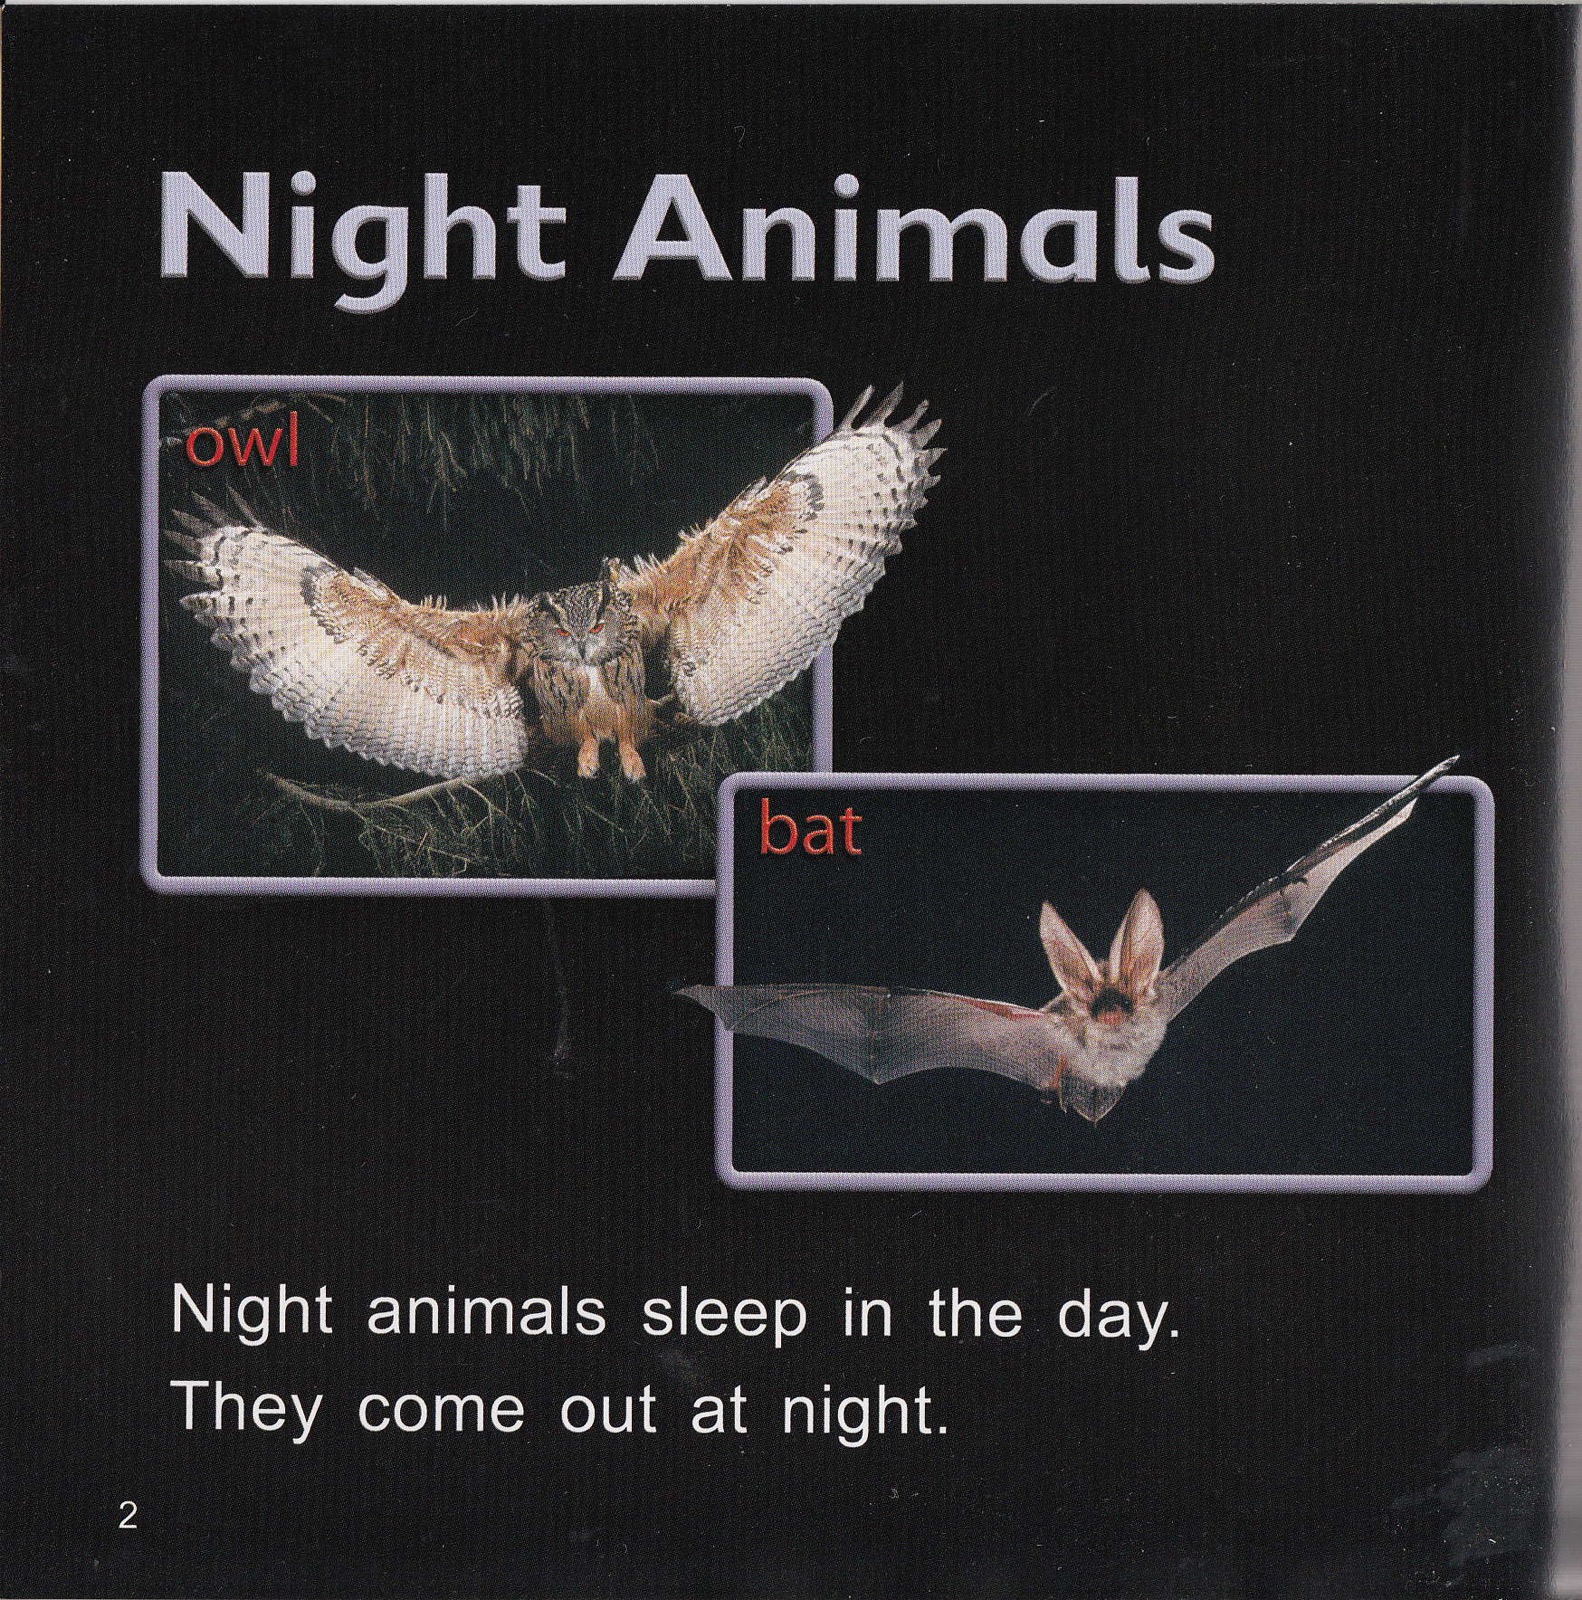 Night Animals
owl
bat
Night animals sleep in the day.
They come out at night.
2